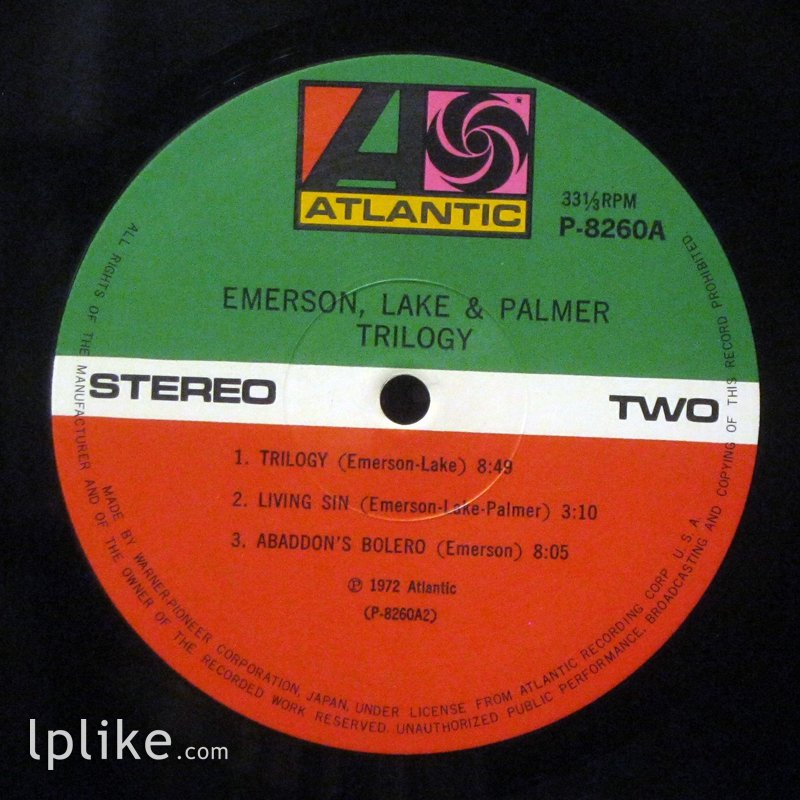 ATLANTIC
33⅓RPM
P-8260A
EMERSON, LAKE & PALMER
TRILOGY
STEREO
TWO
1. TRILOGY (Emerson-Lake) 8:49
2. LIVING SIN (Emerson-Lake-Palmer) 3:10
3. ABADDON'S BOLERO (Emerson) 8:05
Ⓟ 1972 Atlantic
(P-8260A2)
MADE BY WARNER-PIONEER CORPORATION, JAPAN, UNDER LICENSE FROM ATLANTIC RECORDING CORP. U.S.A.
ALL RIGHTS OF THE MANUFACTURER AND OF THE OWNER OF THE RECORDED WORK RESERVED. UNAUTHORIZED PUBLIC PERFORMANCE, BROADCASTING AND COPYING OF THIS RECORD PROHIBITED
lplike.com